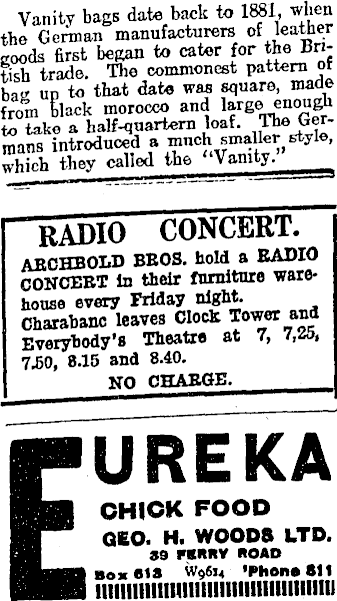 Vanity bags date back to 1881, when
the German manufacturers of leather
goods first began to cater for the Bri-
tish trade. The commonest pattern of
bag up to that date was square, made
from black morocco and large enough
to take a half-quartern loaf. The Ger-
mans introduced a much smaller style,
which they called the "Vanity."
RADIO CONCERT.
ARCHBOLD BROS. hold a RADIO
CONCERT in their furniture ware-
house every Friday night.
Charabanc leaves Clock Tower and
Everybody's Theatre at 7, 7.25,
7.50, 8.15 and 8.40.
NO CHARGE.
EUREKA
CHICK FOOD
GEO. H. WOODS LTD.
39 FERRY ROAD
Box 613 W9614 'Phone 811